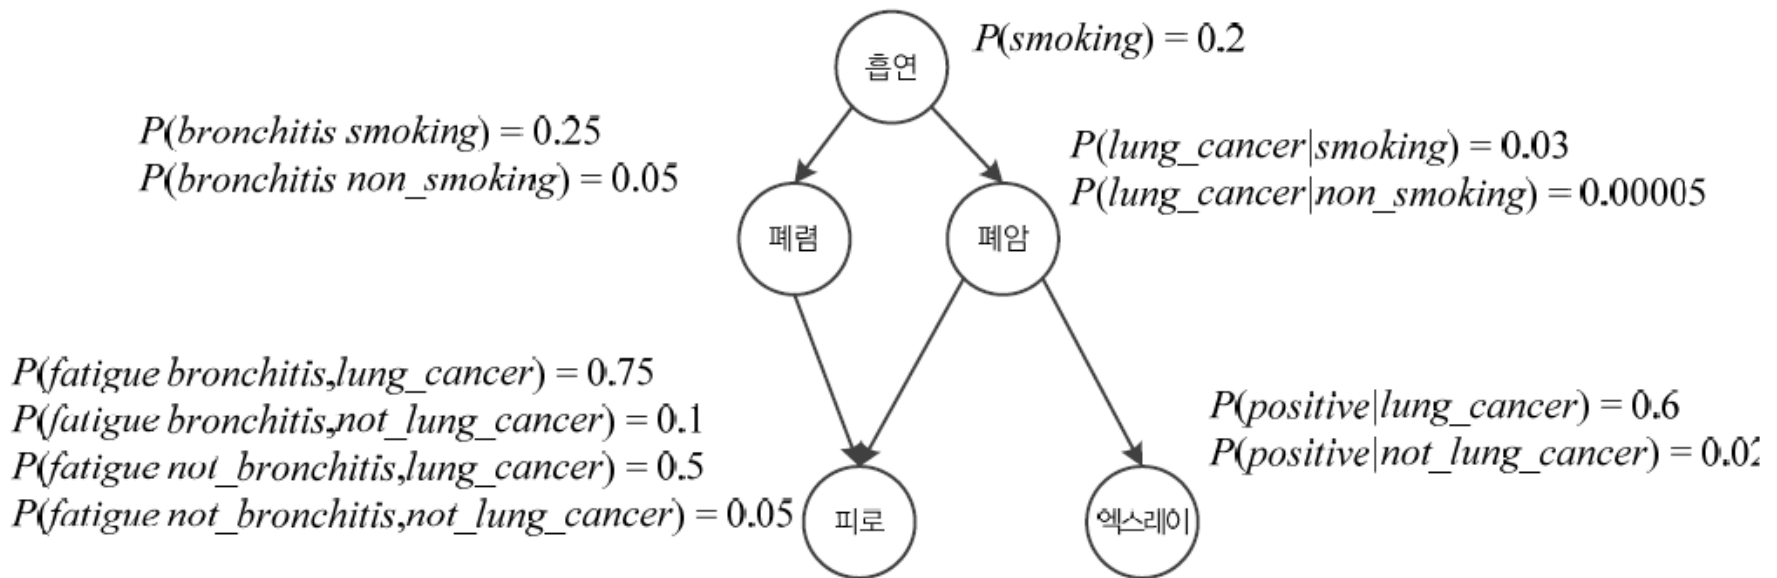 흡연
P(smoking) = 0.2
P(bronchitis smoking) = 0.25
P(bronchitis non_smoking) = 0.05
P(lung_cancer|smoking) = 0.03
P(lung_cancer|non_smoking) = 0.00005
폐렴
폐암
P(fatigue bronchitis,lung_cancer) = 0.75
P(fatigue bronchitis,not_lung_cancer) = 0.1
P(fatigue not_bronchitis,lung_cancer) = 0.5
P(fatigue not_bronchitis,not_lung_cancer) = 0.05
P(positive|lung_cancer) = 0.6
P(positive|not_lung_cancer) = 0.02
피로
엑스레이